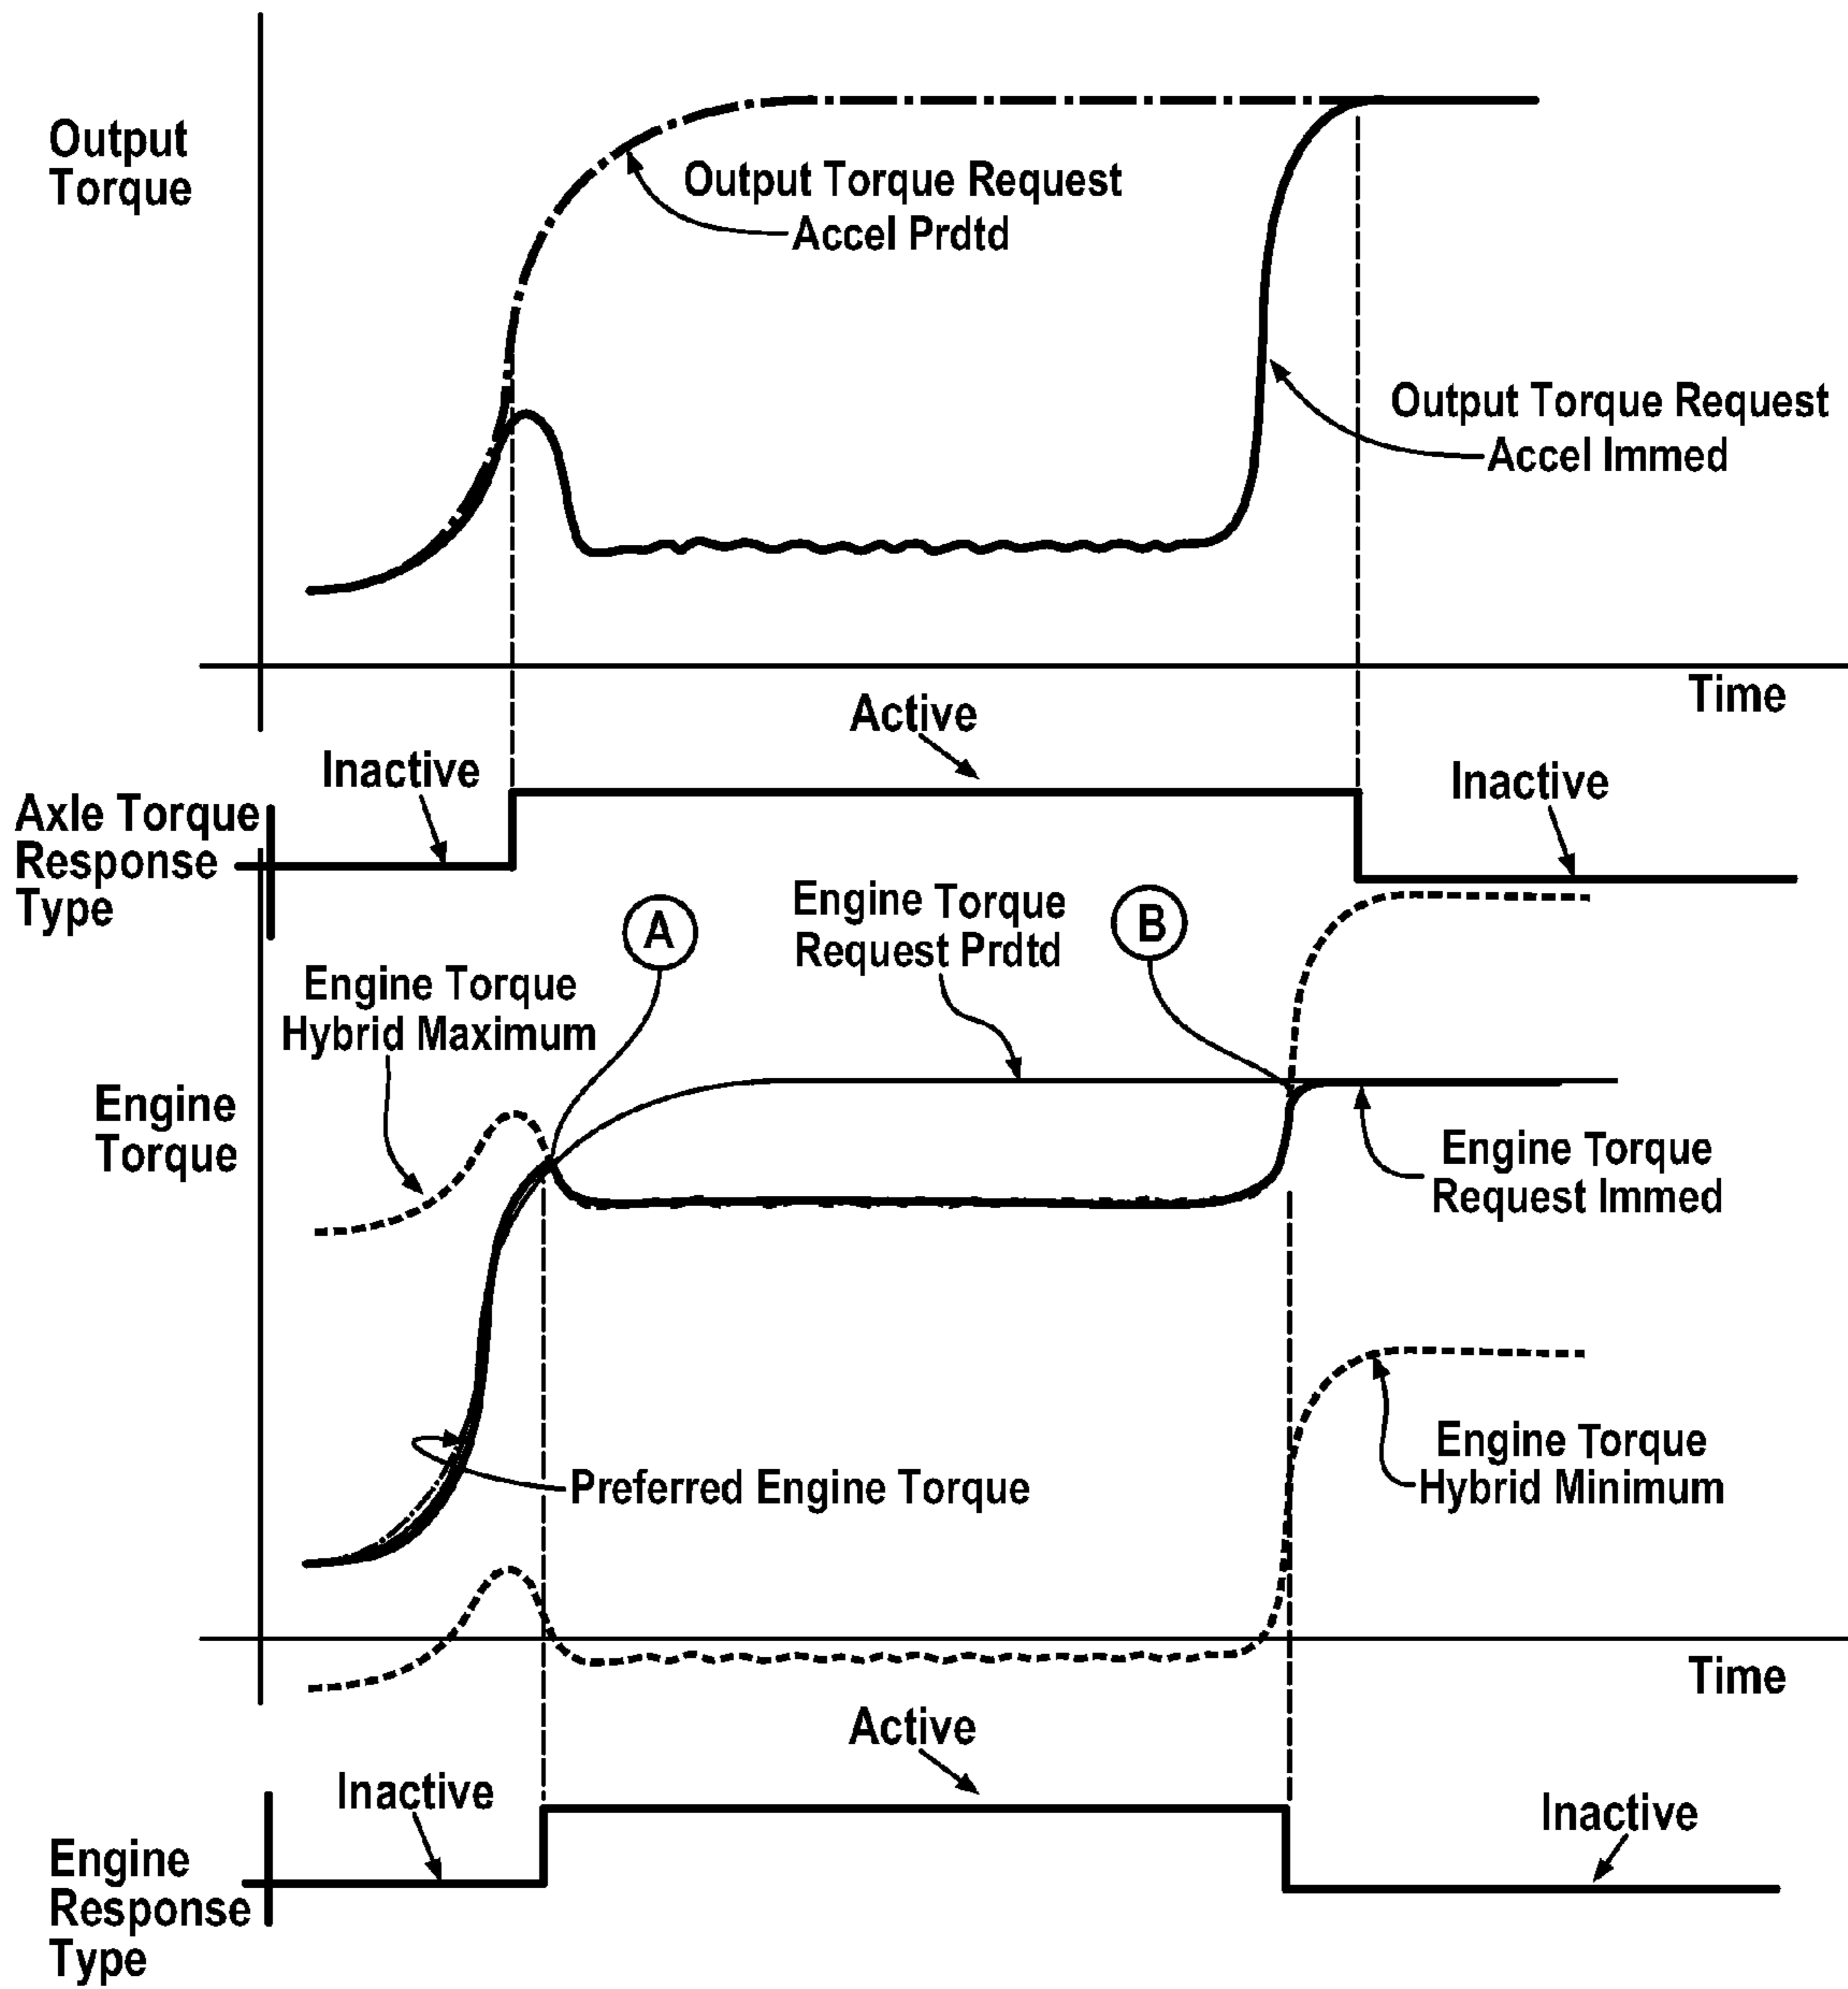 Output
Torque
Output Torque Request
Accel Prdtd
Output Torque Request
Accel Immed
Time
Active
Inactive
Inactive
Axle Torque
Response
Type
A
Engine Torque
Request Prdtd
B
Engine Torque
Hybrid Maximum
Engine
Torque
Engine Torque
Request Immed
Engine Torque
Hybrid Minimum
Preferred Engine Torque
Time
Active
Inactive
Inactive
Engine
Response
Type